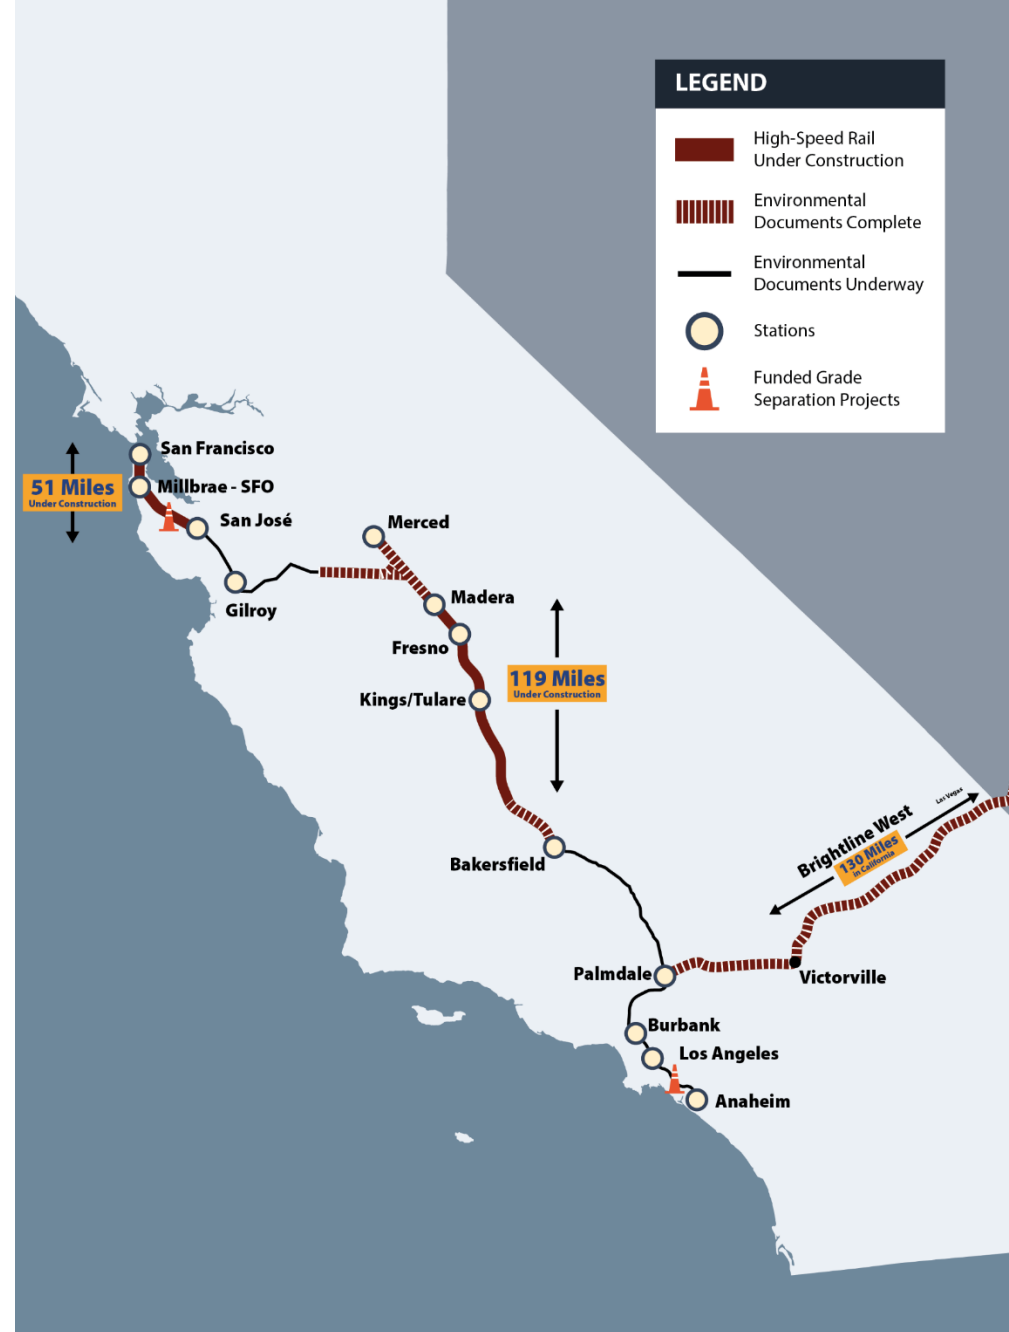 LEGEND
High-Speed Rail
Under Construction
Environmental
Documents Complete
Environmental
Documents Underway
Stations
Funded Grade
Separation Projects
San Francisco
51 Miles
Under Construction
Millbrae - SFO
San José
Merced
Gilroy
Madera
Fresno
119 Miles
Under Construction
Kings/Tulare
Las Vegas
Brightline West
130 Miles
in California
Bakersfield
Palmdale
Victorville
Burbank
Los Angeles
Anaheim